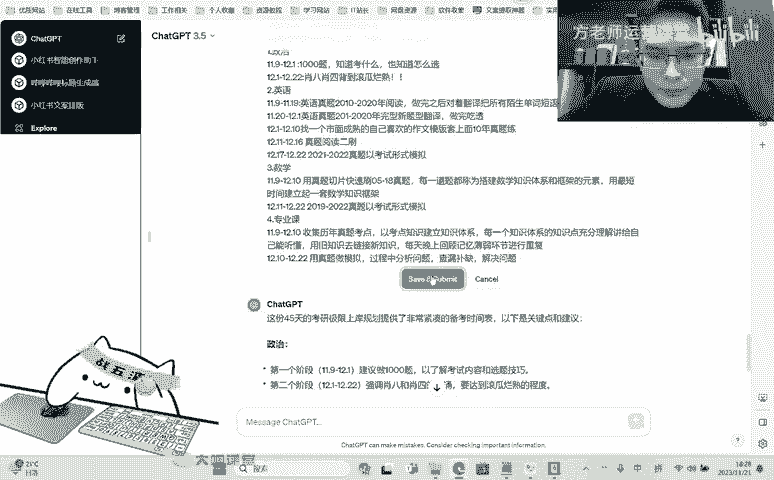 优质网站 在线工具 博客管理 工作相关 个人收藏 资源教程 学习网站 IT站长 网盘资源 软件收集 文案提取神器
ChatGPT
小红书智能创作助手
哔哔哔标题生成器
小红书文案排版
Explore
ChatGPT 3.5
方老师运营
bilibili
1.政治
11.9-12.1 :1000题，知道考什么，也知道怎么选
12.1-12.22:肖八肖四背到滚瓜烂熟！！
2.英语
11.9-11.19:英语真题2010-2020年阅读，做完之后对着翻译把所有陌生单词短语
11.20-12.1英语真题201-2020年完型新题型翻译，做完吃透
12.1-12.10找一个市面成熟的自己喜欢的作文模版套上面10年真题练
12.11-12.16 真题阅读二刷
12.17-12.22 2021-2022真题以考试形式模拟
3.数学
11.9-12.10 用真题切片快速刷05-18真题，每一道题都称为搭建数学知识体系和框架的元素，用最短
时间建立起一套数学知识框架
12.11-12.22 2019-2022真题以考试形式模拟
4.专业课
11.9-12.10 收集历年真题考点，以考点知识建立知识体系，每一个知识体系的知识点充分理解讲给自
己能听懂，用旧知识去链接新知识，每天晚上回顾记忆薄弱环节进行重复
12.10-12.22 用真题做模拟，过程中分析问题，查漏补缺，解决问题
Save & Submit Cancel
ChatGPT
这份45天的考研极限上岸规划提供了非常紧凑的备考时间表，以下是关键点和建议：
政治：
第一个阶段（11.9-12.1）建议做1000题，以了解考试内容和选题技巧。
第二个阶段（12.1-12.22）强调肖八和肖四 诵，要达到滚瓜烂熟的程度。
Message ChatGPT...
ChatGPT can make mistakes. Consider checking important information.
大鹏课堂
21°C
搜索
中 拼
14:28
2023/11/21